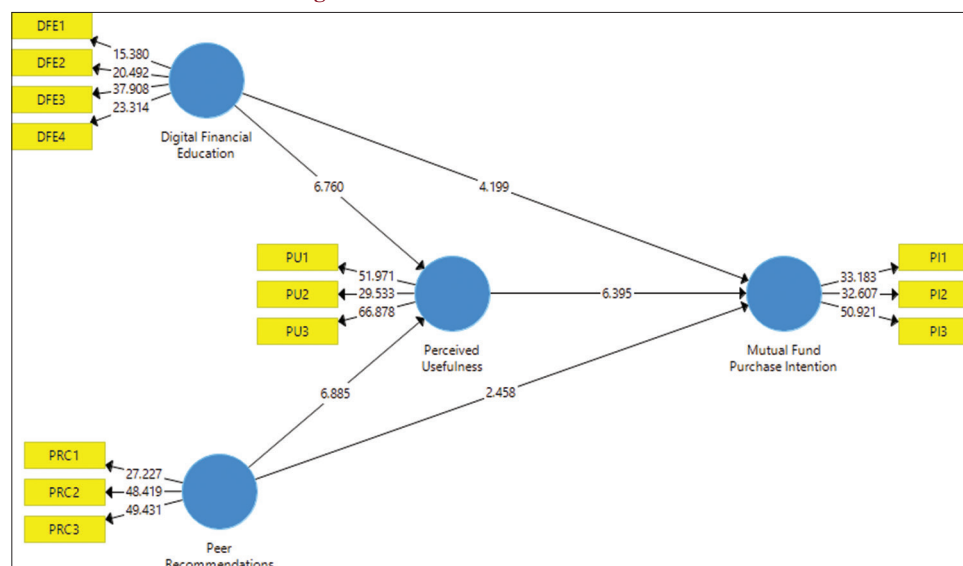 DFE1
DFE2
DFE3
DFE4
15.380
20.492
37.908
23.314
Digital Financial
Education
6.760
4.199
PU1
PU2
PU3
51.971
29.533
66.878
Perceived
Usefulness
6.395
PI1
PI2
PI3
33.183
32.607
50.921
Mutual Fund
Purchase Intention
6.885
2.458
PRC1
PRC2
PRC3
27.227
48.419
49.431
Peer
Recommendations